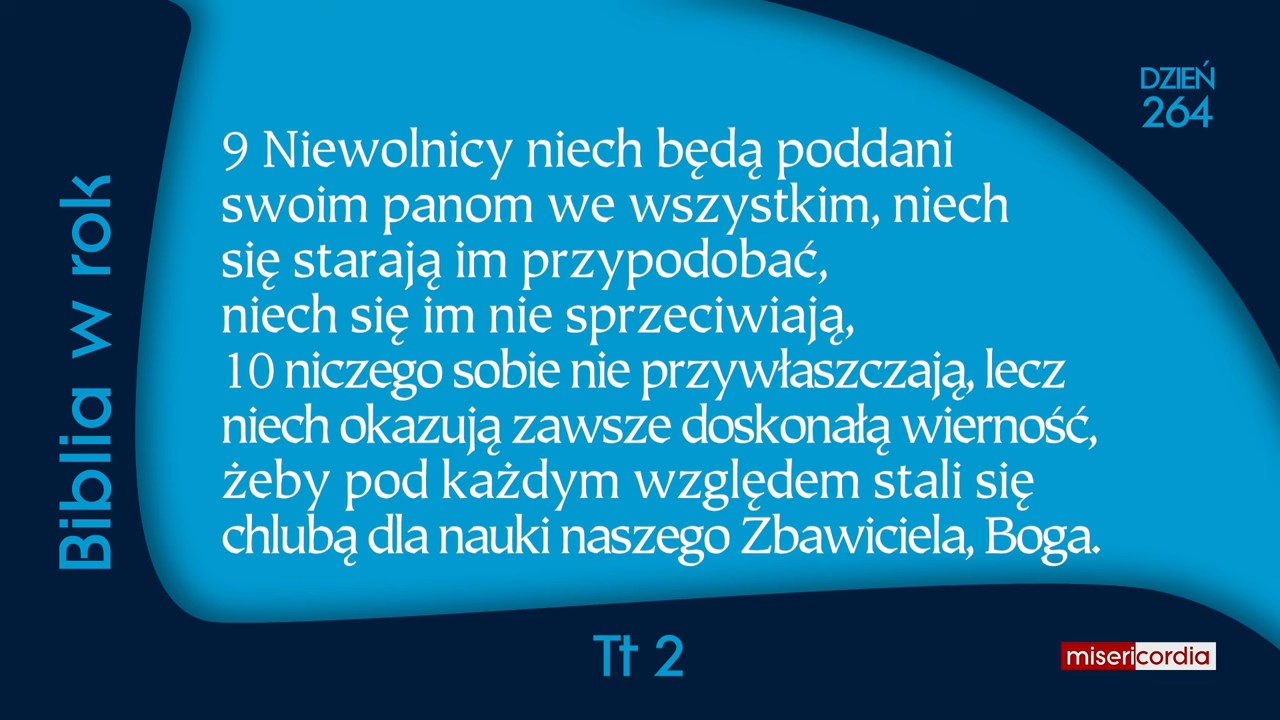 DZIEŃ
264
Biblia w rok
9 Niewolnicy niech będą poddani
swoim panom we wszystkim, niech
się starają im przypodobać,
niech się im nie sprzeciwiają,
10 niczego sobie nie przywłaszczają, lecz
niech okazują zawsze doskonałą wierność,
żeby pod każdym względem stali się
chlubą dla nauki naszego Zbawiciela, Boga.
Tt 2
misericordia